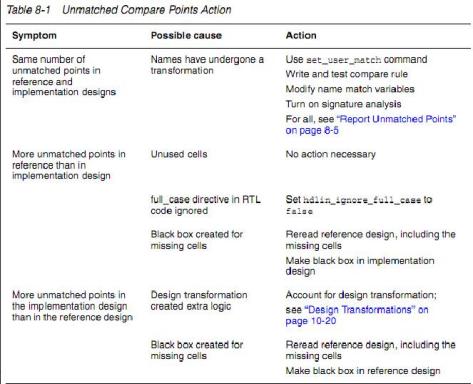 Table 8-1 Unmatched Compare Points Action
Symptom Possible cause Action
Same number of unmatched points in reference and implementation designs
Names have undergone a transformation
Use set_user_match command
Write and test compare rule
Modify name match variables
Turn on signature analysis
For all, see "Report Unmatched Points" on page 8-5
More unmatched points in reference than in implementation design
Unused cells
No action necessary
full_case directive in RTL code ignored
Set hdlin_ignore_full_case to false
Black box created for missing cells
Reread reference design, including the missing cells
Make black box in implementation design
More unmatched points in the implementation design than in the reference design
Design transformation created extra logic
Account for design transformation;
see "Design Transformations" on page 10-20
Black box created for missing cells
Reread reference design, including the missing cells
Make black box in reference design